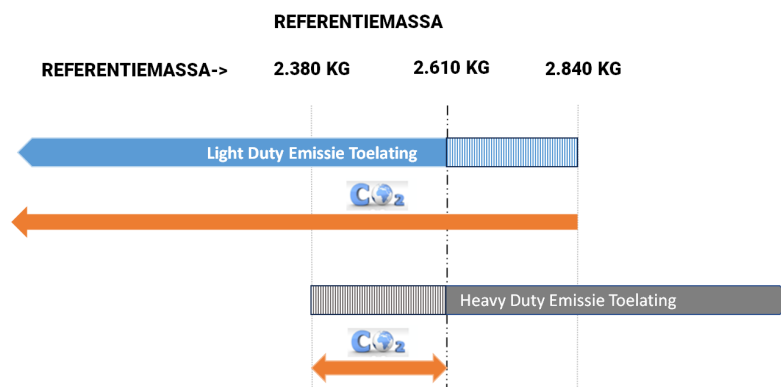 REFERENTIEMASSA
REFERENTIEMASSA-> 2.380 KG 2.610 KG 2.840 KG
Light Duty Emissie Toelating
CO2
Heavy Duty Emissie Toelating
CO2